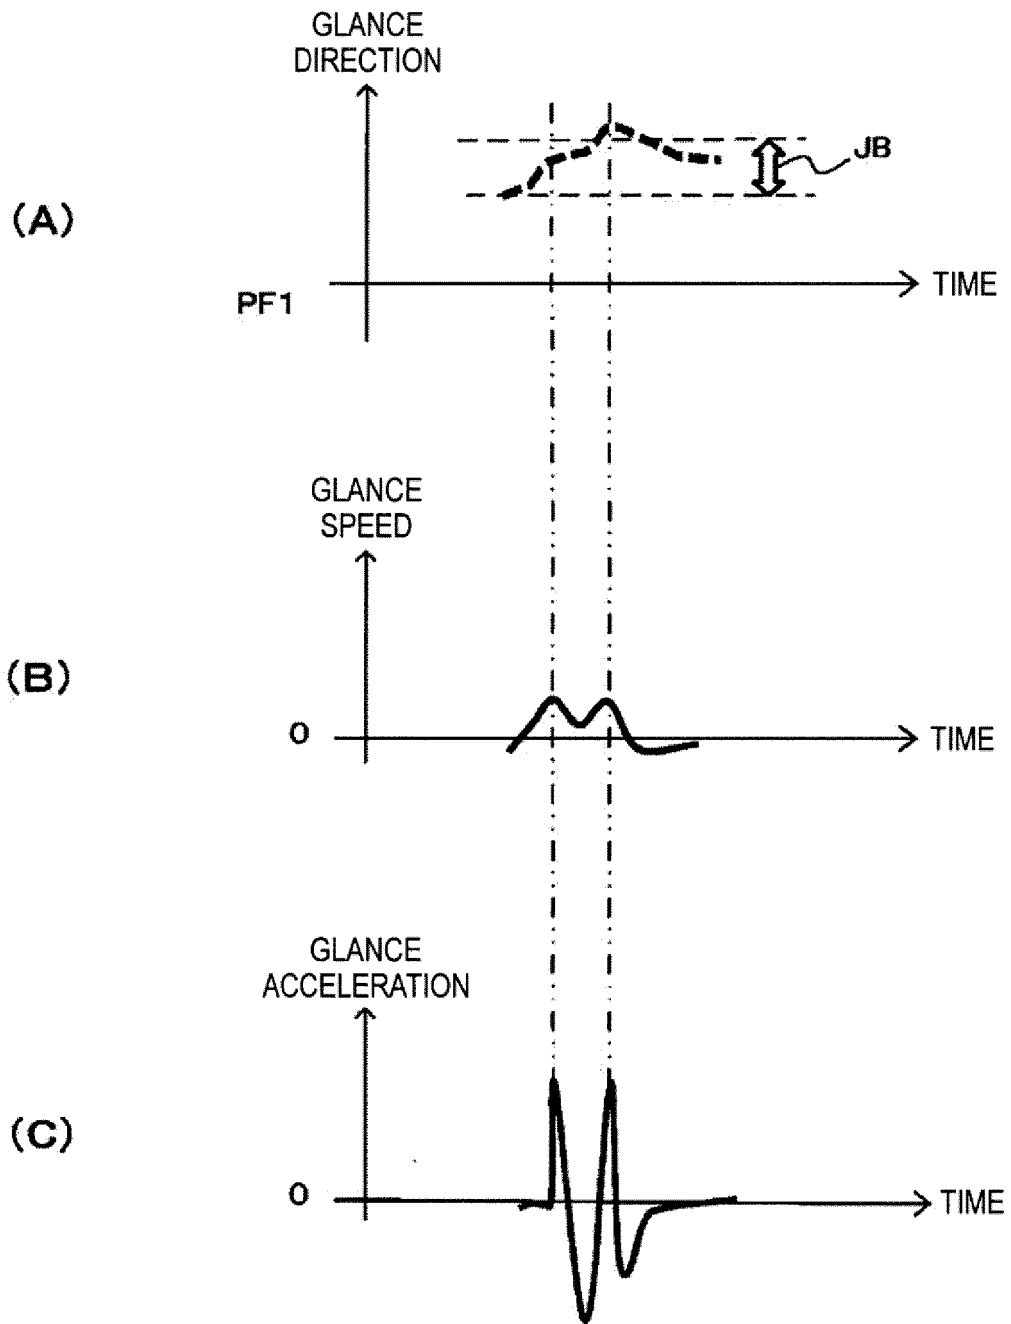 GLANCE
DIRECTION
JB
(A)
TIME
PF1
GLANCE
SPEED
(B)
0
TIME
GLANCE
ACCELERATION
(C)
0
TIME